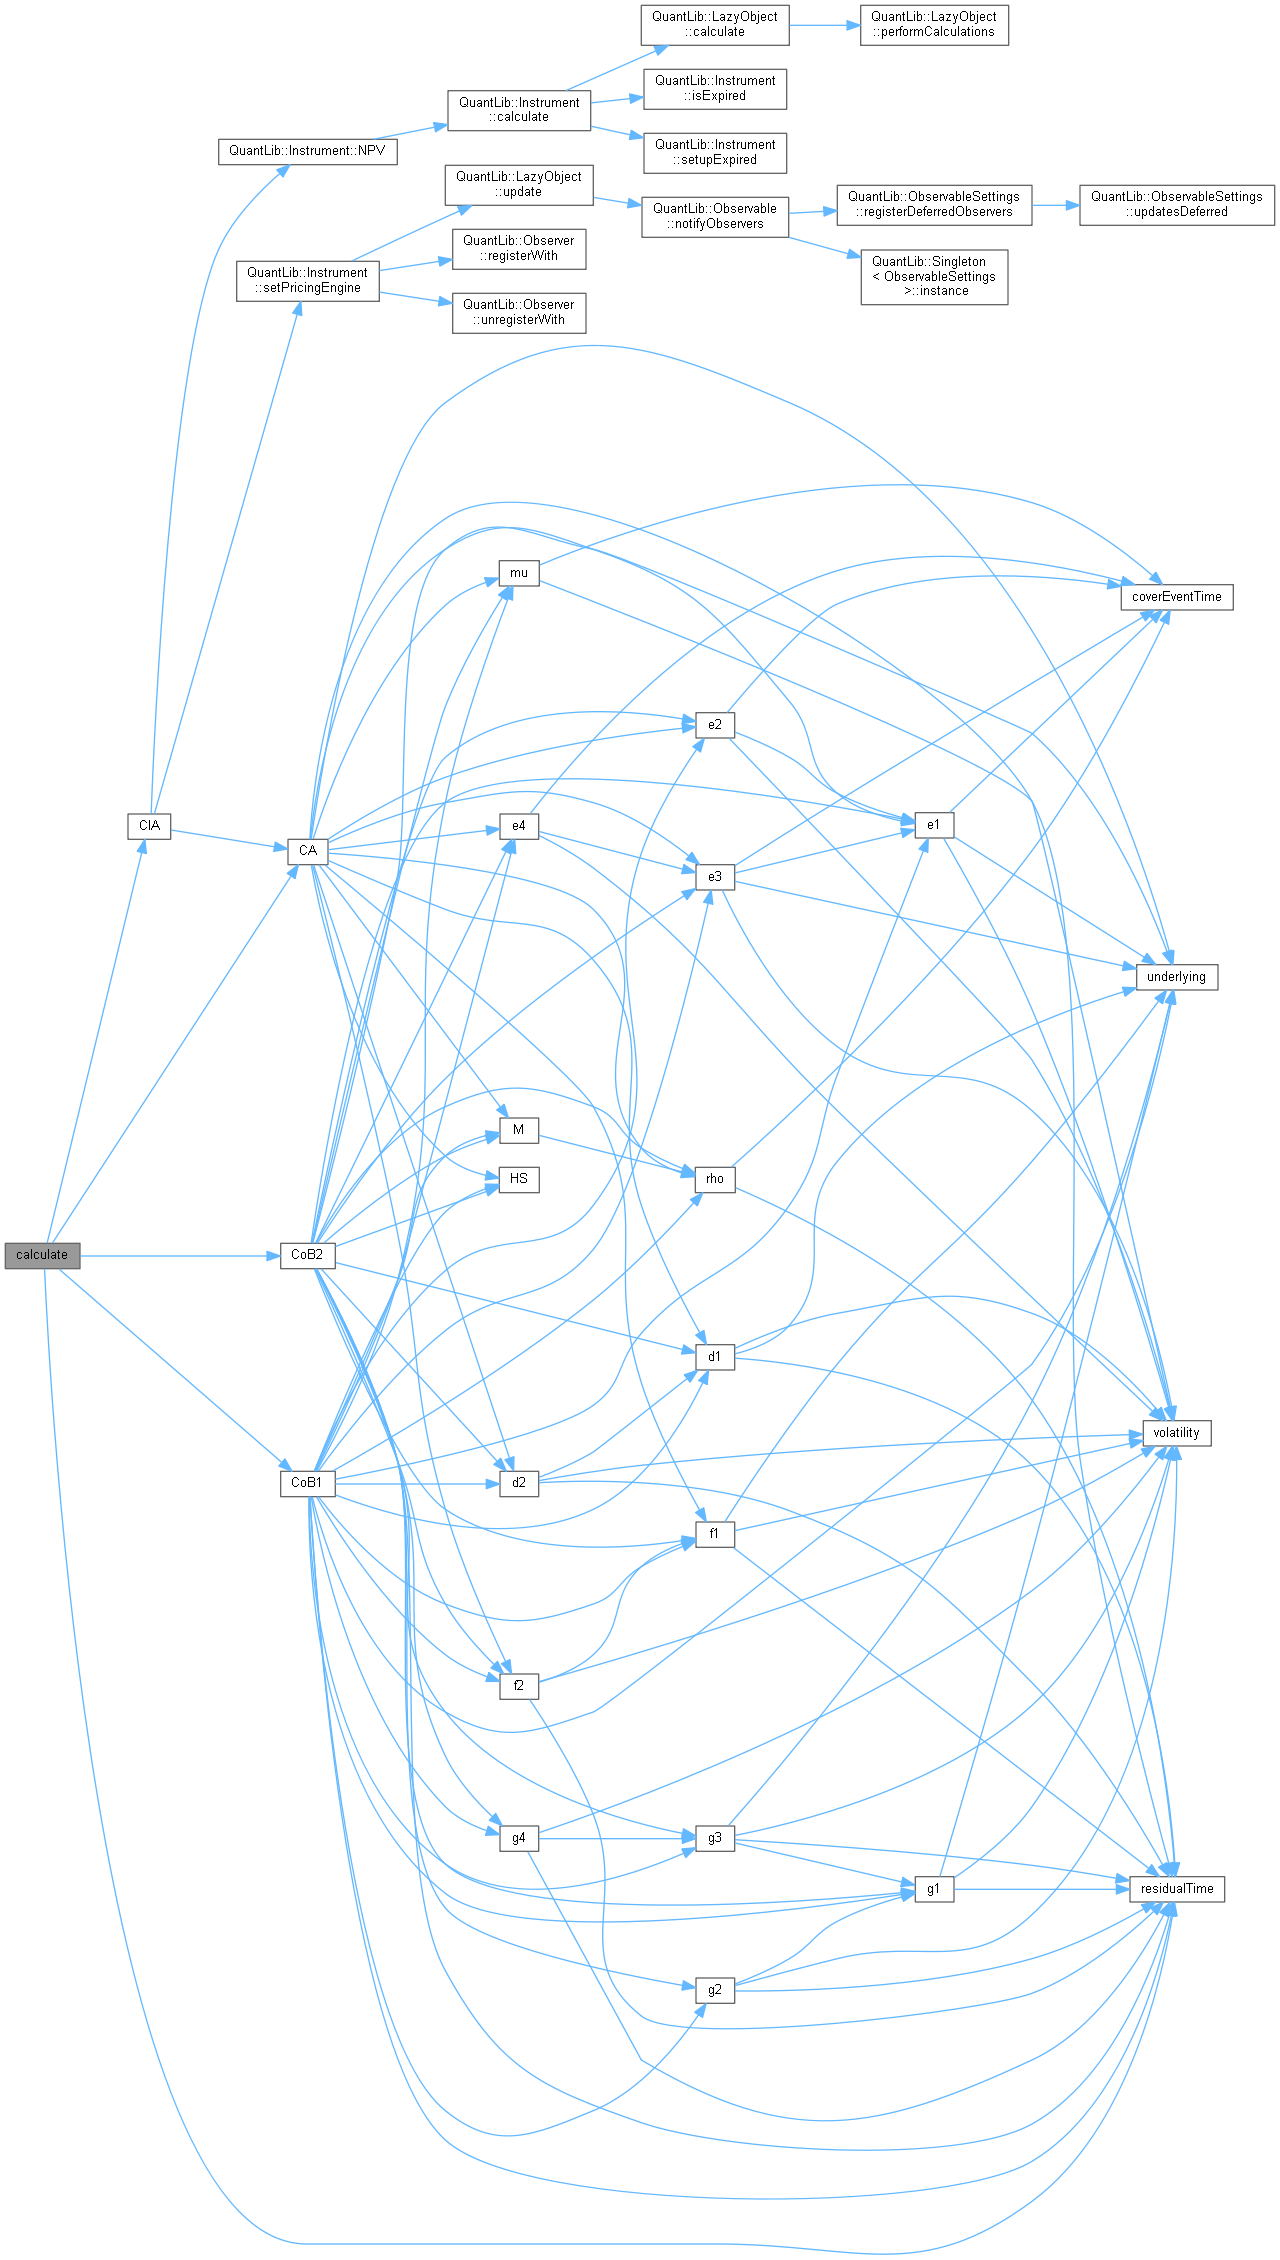 QuantLib::LazyObject
::calculate
QuantLib::LazyObject
::performCalculations
QuantLib::Instrument
::isExpired
QuantLib::Instrument
::calculate
QuantLib::Instrument
::setupExpired
QuantLib::Instrument::NPV
QuantLib::LazyObject
::update
QuantLib::Observable
::notifyObservers
QuantLib::ObservableSettings
::registerDeferredObservers
QuantLib::ObservableSettings
::updatesDeferred
QuantLib::Observer
::registerWith
QuantLib::Instrument
::setPricingEngine
QuantLib::Singleton
< ObservableSettings
>::instance
QuantLib::Observer
::unregisterWith
mu
coverEventTime
e2
CIA
e4
e1
CA
e3
underlying
M
rho
HS
calculate
CoB2
d1
volatility
CoB1
d2
f1
f2
g4
g3
g1
residualTime
g2